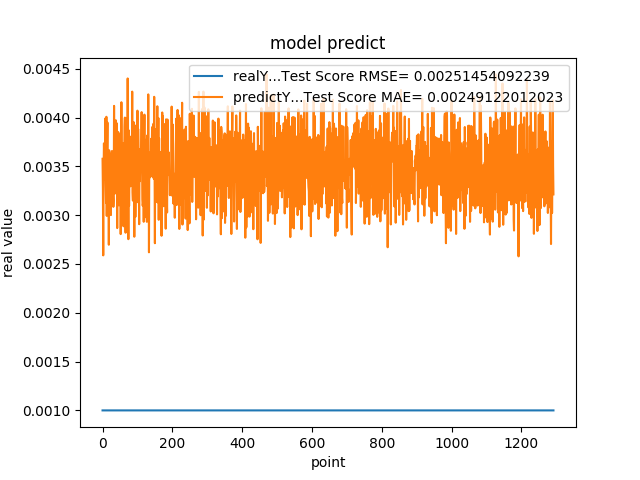 model predict
realY...Test Score RMSE= 0.00251454092239
predictY...Test Score MAE= 0.00249122012023
0.0045
0.0040
0.0035
0.0030
0.0025
0.0020
0.0015
0.0010
real value
0 200 400 600 800 1000 1200
point